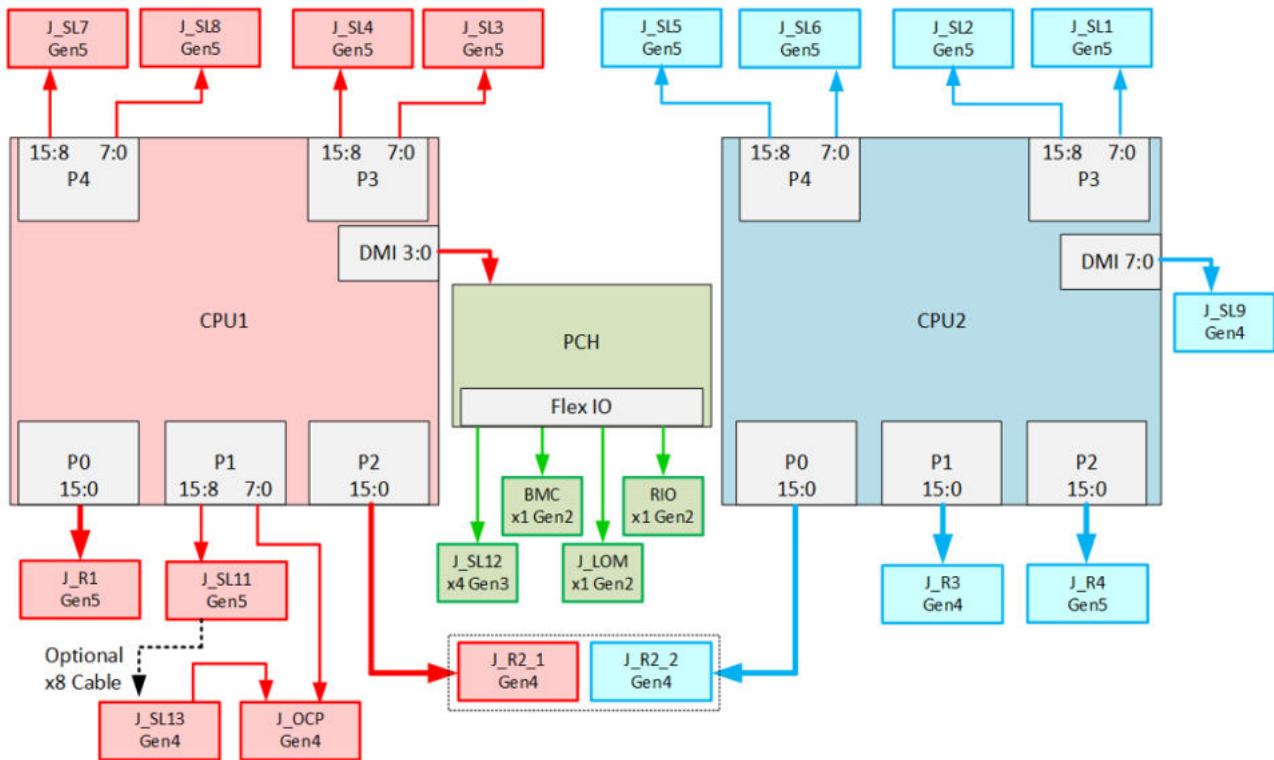 J_SL7
Gen5
J_SL8
Gen5
J_SL4
Gen5
J_SL3
Gen5
J_SL5
Gen5
J_SL6
Gen5
J_SL2
Gen5
J_SL1
Gen5
15:8 7:0
P4
15:8 7:0
P3
15:8 7:0
P4
15:8 7:0
P3
DMI 3:0
DMI 7:0
CPU1
PCH
CPU2
J_SL9
Gen4
Flex IO
P0
15:0
P1
15:8 7:0
P2
15:0
P0
15:0
P1
15:0
P2
15:0
BMC
x1 Gen2
RIO
x1 Gen2
J_SL12
x4 Gen3
J_LOM
x1 Gen2
J_R1
Gen5
J_SL11
Gen5
J_R3
Gen4
J_R4
Gen5
Optional
x8 Cable
J_R2_1
Gen4
J_R2_2
Gen4
J_SL13
Gen4
J_OCP
Gen4